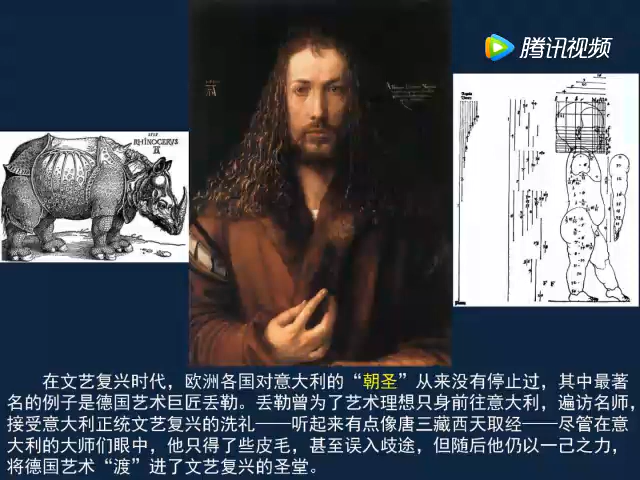 腾讯视频
1515
RHINOCERVS
AD
在文艺复兴时代，欧洲各国对意大利的“朝圣”从来没有停止过，其中最著
名的例子是德国艺术巨匠丢勒。丢勒曾为了艺术理想只身前往意大利，遍访名师，
接受意大利正统文艺复兴的洗礼——听起来有点像唐三藏西天取经——尽管在意
大利的大师们眼中，他只得了些皮毛，甚至误入歧途，但随后他仍以一己之力，
将德国艺术“渡”进了文艺复兴的圣堂。